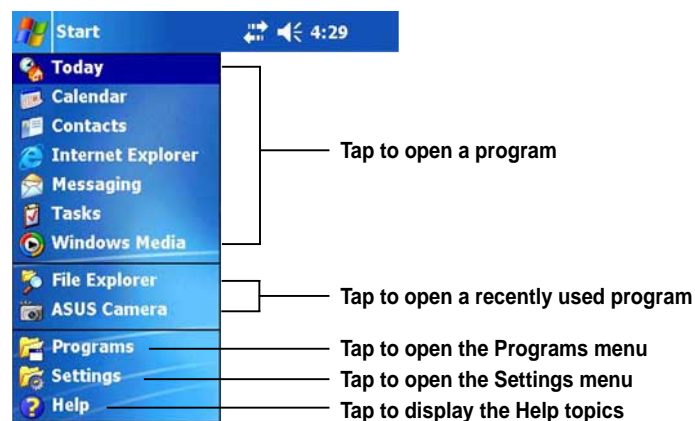 Start 4:29
Today
Calendar
Contacts
Internet Explorer
Messaging
Tasks
Windows Media
Tap to open a program
File Explorer
ASUS Camera
Tap to open a recently used program
Programs Tap to open the Programs menu
Settings Tap to open the Settings menu
Help Tap to display the Help topics